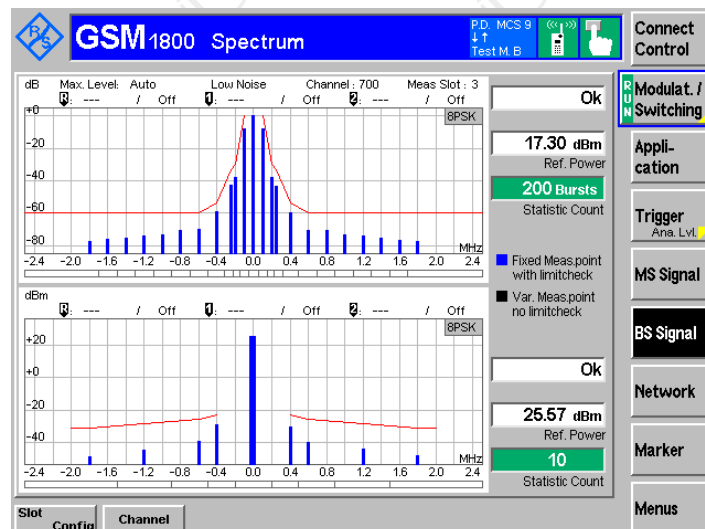 GSM 1800 Spectrum
P.D. MCS 9
↓↑
Test M. B
Connect
Control
dB Max. Level: Auto Low Noise Channel : 700 Meas Slot : 3
R: --- / Off 1: --- / Off 2: --- / Off
8PSK
+0
-20
-40
-60
-80
MHz
-2.4 -2.0 -1.6 -1.2 -0.8 -0.4 0.0 0.4 0.8 1.2 1.6 2.0 2.4
Ok
17.30 dBm
Ref. Power
200 Bursts
Statistic Count
Fixed Meas.point
with limitcheck
Var. Meas.point
no limitcheck
dBm
R: --- / Off 1: --- / Off 2: --- / Off
8PSK
+20
+0
-20
-40
MHz
-2.4 -2.0 -1.6 -1.2 -0.8 -0.4 0.0 0.4 0.8 1.2 1.6 2.0 2.4
Ok
25.57 dBm
Ref. Power
10
Statistic Count
RUN
Modulat. /
Switching
Appli-
cation
Trigger
Ana. Lvl.
MS Signal
BS Signal
Network
Marker
Menus
Slot
Config
Channel